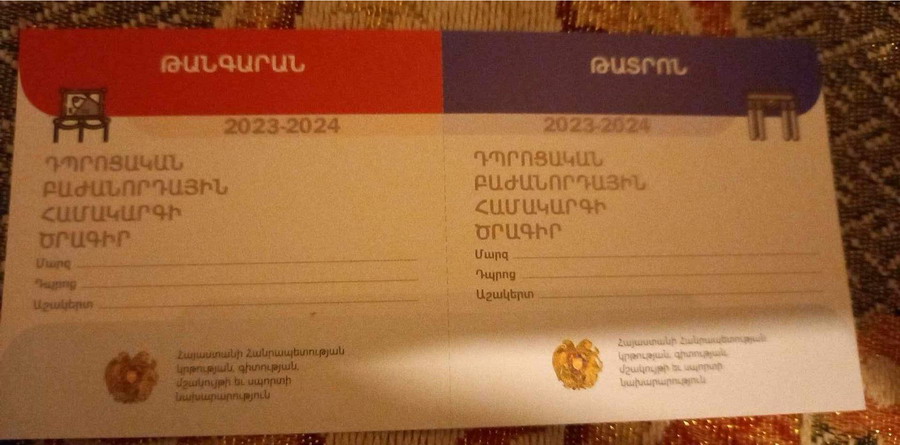 ԹԱՆԳԱՐԱՆ
2023-2024
ԴՊՐՈՑԱԿԱՆ
ԲԱԺԱՆՈՐԴԱՅԻՆ
ՀԱՄԱԿԱՐԳԻ
ԾՐԱԳԻՐ
Մարզ
Դպրոց
Աշակերտ
Հայաստանի Հանրապետության
կրթության, գիտության,
մշակույթի եւ սպորտի
նախարարություն
ԹԱՏՐՈՆ
2023-2024
ԴՊՐՈՑԱԿԱՆ
ԲԱԺԱՆՈՐԴԱՅԻՆ
ՀԱՄԱԿԱՐԳԻ
ԾՐԱԳԻՐ
Մարզ
Դպրոց
Աշակերտ
Հայաստանի Հանրապետության
կրթության, գիտության,
մշակույթի եւ սպորտի
նախարարություն